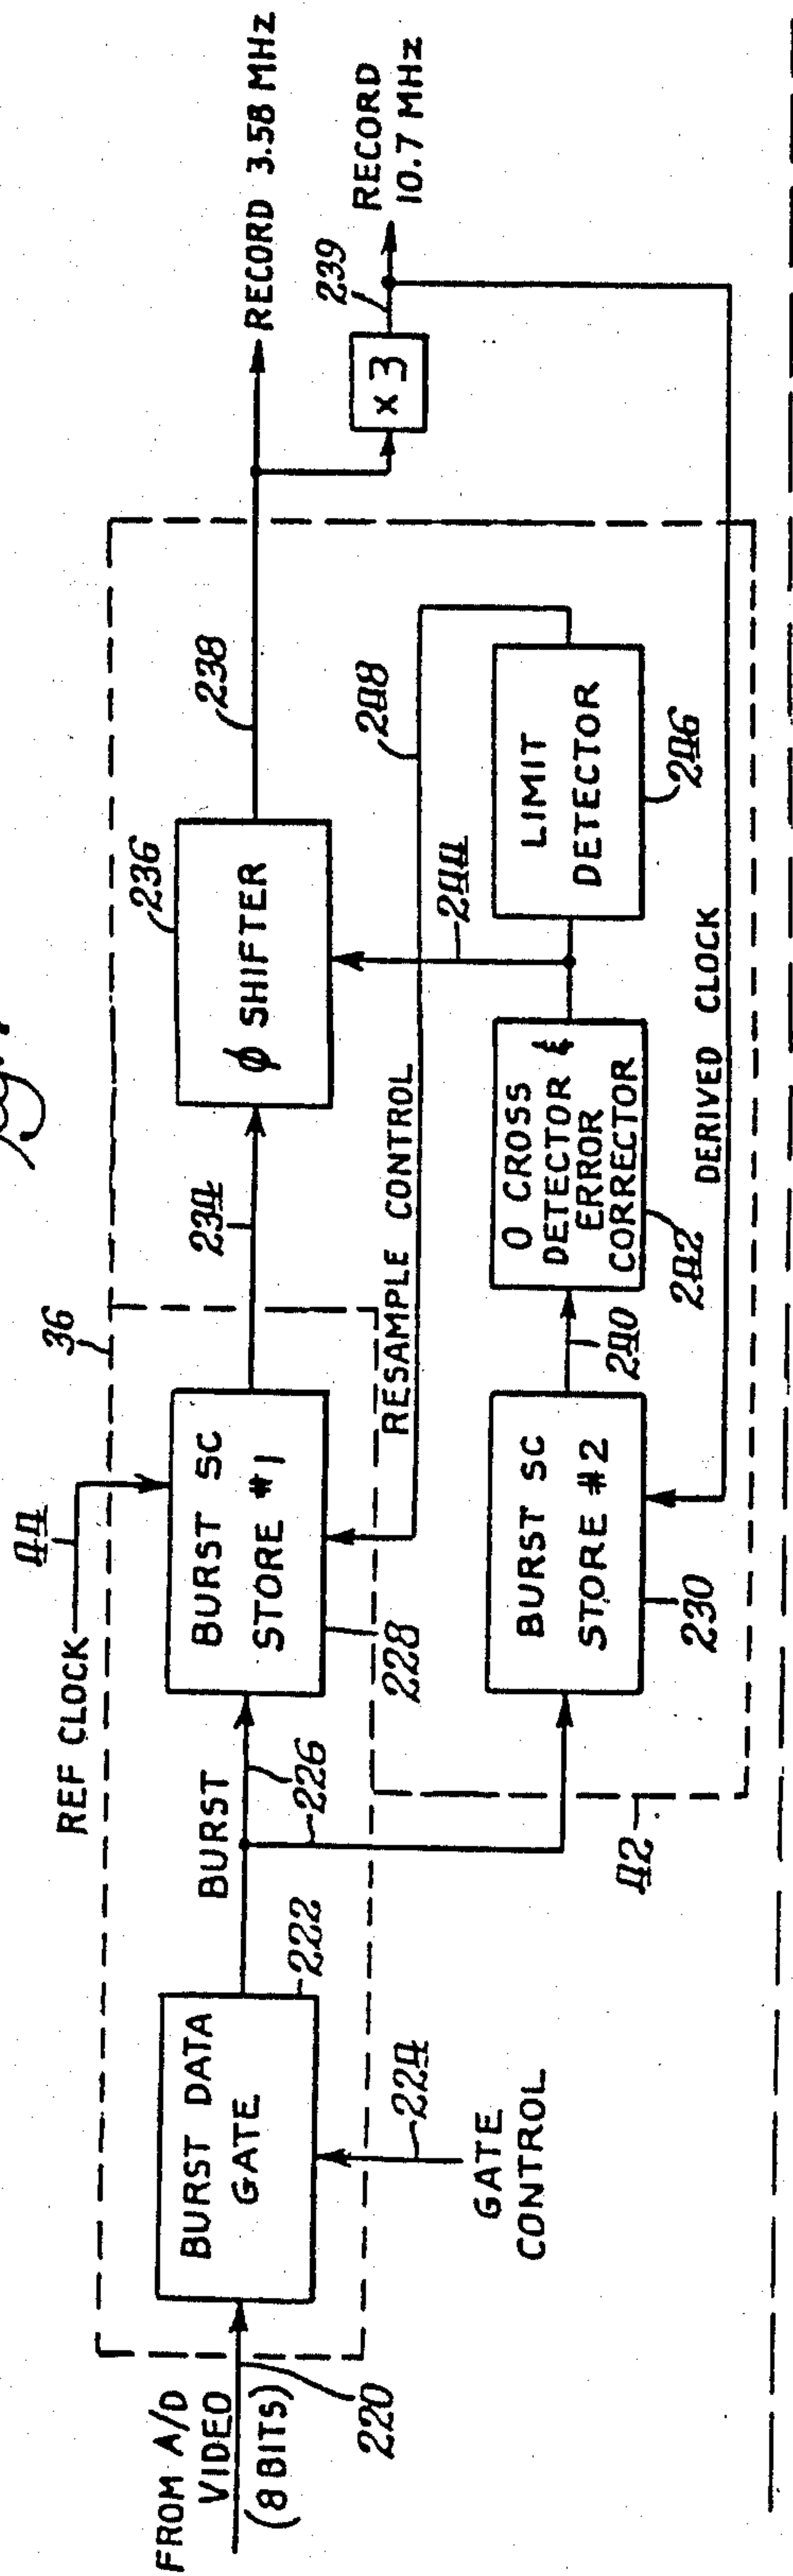 FROM A/D
VIDEO
(8 BITS)
220
BURST DATA
GATE
222
224
GATE
CONTROL
BURST
226
REF CLOCK
44
36
BURST SC
STORE #1
228
234
φ SHIFTER
236
238
RECORD 3.58 MHz
x 3
239
RECORD
10.7 MHz
RESAMPLE CONTROL
248
244
BURST SC
STORE #2
230
240
O CROSS
DETECTOR &
ERROR
CORRECTOR
242
LIMIT
DETECTOR
246
DERIVED CLOCK
42